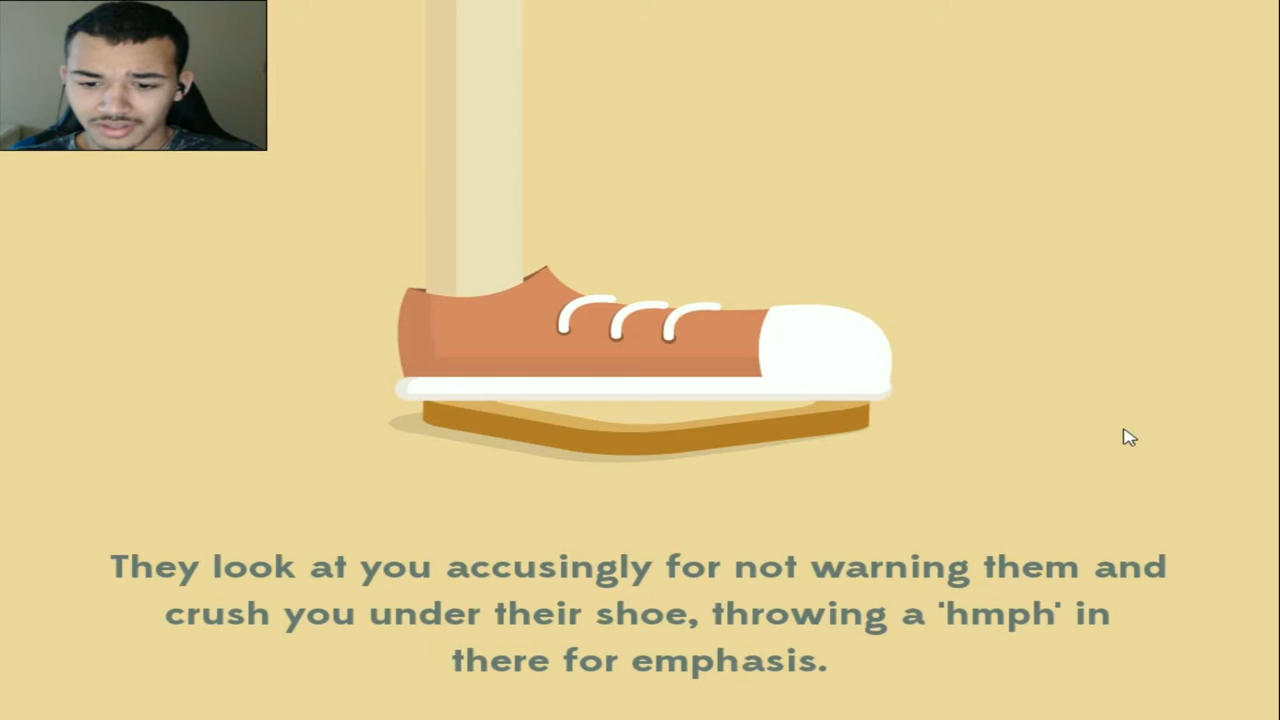 They look at you accusingly for not warning them and
crush you under their shoe, throwing a 'hmph' in
there for emphasis.